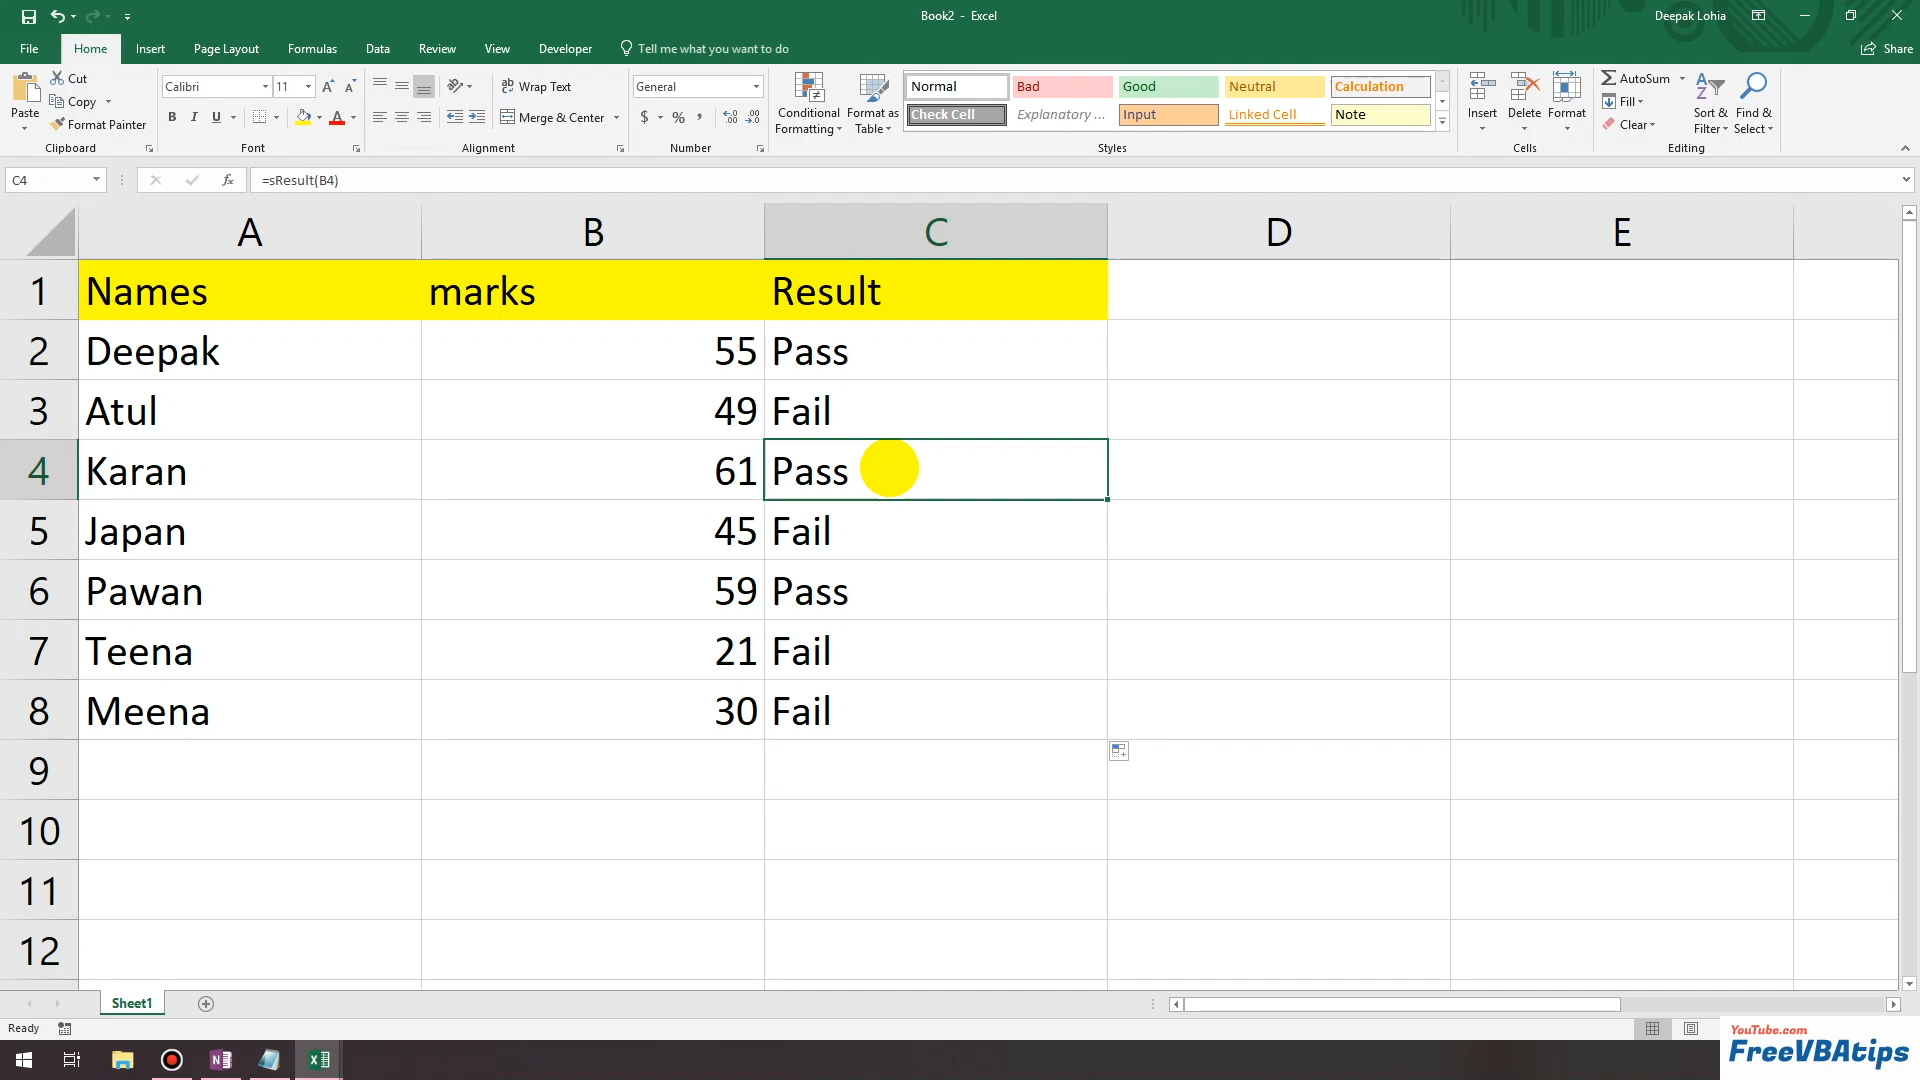 Book2 - Excel
Deepak Lohia
File Home Insert Page Layout Formulas Data Review View Developer Tell me what you want to do Share
Paste
Cut
Copy
Format Painter
Clipboard
Calibri 11
B I U
Font
Wrap Text
Merge & Center
Alignment
General
$ % ,
Number
Conditional Formatting
Format as Table
Normal Bad Good Neutral Calculation
Check Cell Explanatory ... Input Linked Cell Note
Styles
Insert Delete Format
Cells
AutoSum
Fill
Clear
Sort & Filter
Find & Select
Editing
C4 fx =sResult(B4)
A B C D E
1 Names marks Result
2 Deepak 55 Pass
3 Atul 49 Fail
4 Karan 61 Pass
5 Japan 45 Fail
6 Pawan 59 Pass
7 Teena 21 Fail
8 Meena 30 Fail
9
10
11
12
Sheet1
Ready
YouTube.com
FreeVBAtips